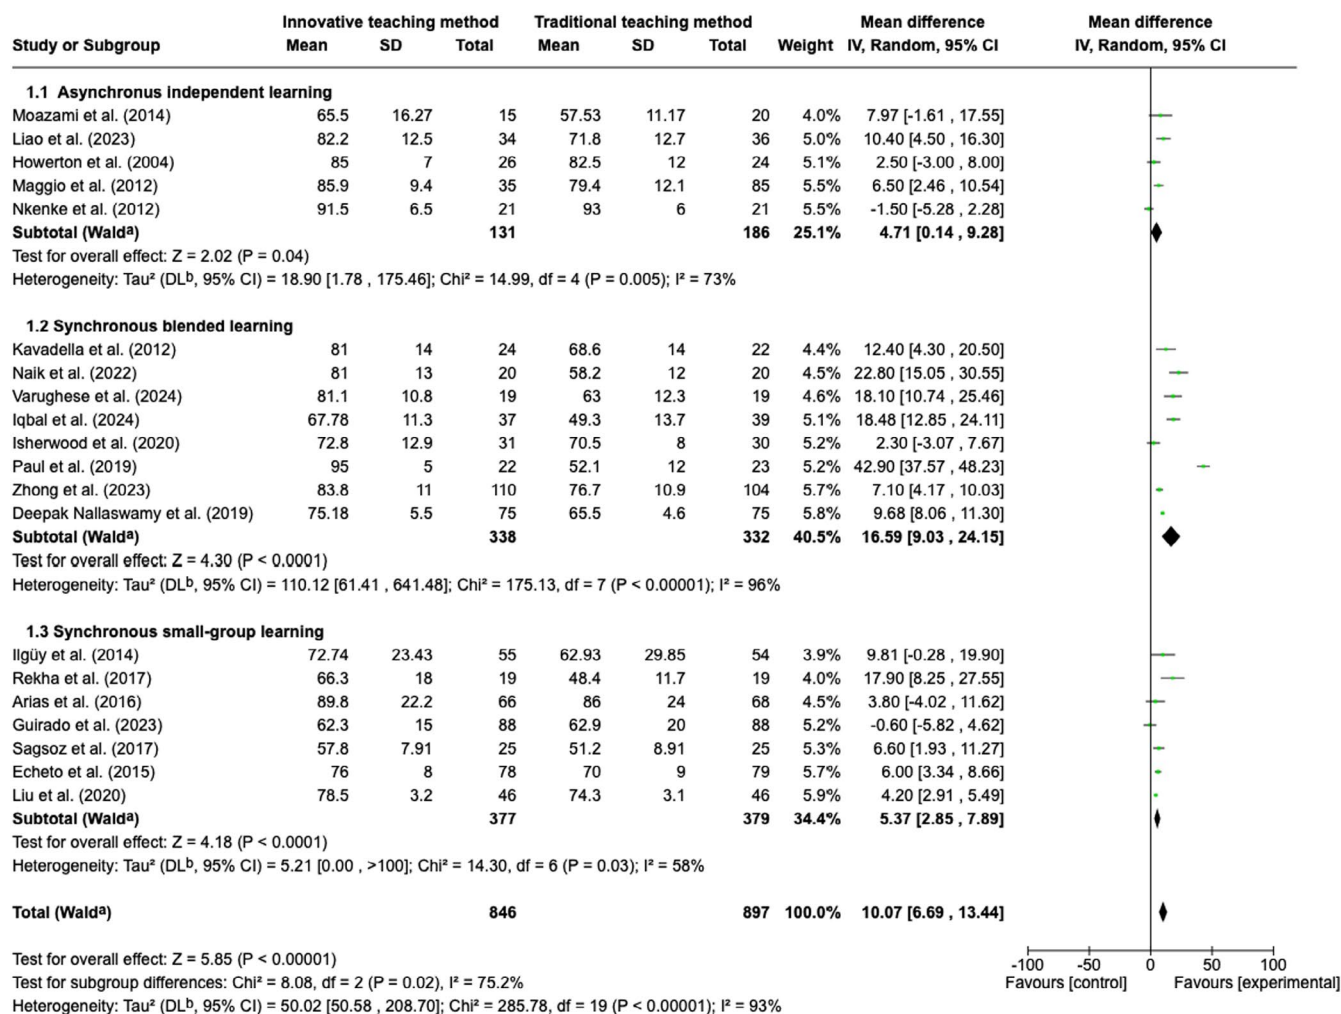 Innovative teaching method Traditional teaching method Mean difference Mean difference
Study or Subgroup Mean SD Total Mean SD Total Weight IV, Random, 95% CI IV, Random, 95% CI
1.1 Asynchronus independent learning
Moazami et al. (2014) 65.5 16.27 15 57.53 11.17 20 4.0% 7.97 [-1.61 , 17.55]
Liao et al. (2023) 82.2 12.5 34 71.8 12.7 36 5.0% 10.40 [4.50 , 16.30]
Howerton et al. (2004) 85 7 26 82.5 12 24 5.1% 2.50 [-3.00 , 8.00]
Maggio et al. (2012) 85.9 9.4 35 79.4 12.1 85 5.5% 6.50 [2.46 , 10.54]
Nkenke et al. (2012) 91.5 6.5 21 93 6 21 5.5% -1.50 [-5.28 , 2.28]
Subtotal (Waldᵃ) 131 186 25.1% 4.71 [0.14 , 9.28]
Test for overall effect: Z = 2.02 (P = 0.04)
Heterogeneity: Tau² (DLᵇ, 95% CI) = 18.90 [1.78 , 175.46]; Chi² = 14.99, df = 4 (P = 0.005); I² = 73%
1.2 Synchronous blended learning
Kavadella et al. (2012) 81 14 24 68.6 14 22 4.4% 12.40 [4.30 , 20.50]
Naik et al. (2022) 81 13 20 58.2 12 20 4.5% 22.80 [15.05 , 30.55]
Varughese et al. (2024) 81.1 10.8 19 63 12.3 19 4.6% 18.10 [10.74 , 25.46]
Iqbal et al. (2024) 67.78 11.3 37 49.3 13.7 39 5.1% 18.48 [12.85 , 24.11]
Isherwood et al. (2020) 72.8 12.9 31 70.5 8 30 5.2% 2.30 [-3.07 , 7.67]
Paul et al. (2019) 95 5 22 52.1 12 23 5.2% 42.90 [37.57 , 48.23]
Zhong et al. (2023) 83.8 11 110 76.7 10.9 104 5.7% 7.10 [4.17 , 10.03]
Deepak Nallaswamy et al. (2019) 75.18 5.5 75 65.5 4.6 75 5.8% 9.68 [8.06 , 11.30]
Subtotal (Waldᵃ) 338 332 40.5% 16.59 [9.03 , 24.15]
Test for overall effect: Z = 4.30 (P < 0.0001)
Heterogeneity: Tau² (DLᵇ, 95% CI) = 110.12 [61.41 , 641.48]; Chi² = 175.13, df = 7 (P < 0.00001); I² = 96%
1.3 Synchronous small-group learning
Ilgüy et al. (2014) 72.74 23.43 55 62.93 29.85 54 3.9% 9.81 [-0.28 , 19.90]
Rekha et al. (2017) 66.3 18 19 48.4 11.7 19 4.0% 17.90 [8.25 , 27.55]
Arias et al. (2016) 89.8 22.2 66 86 24 68 4.5% 3.80 [-4.02 , 11.62]
Guirado et al. (2023) 62.3 15 88 62.9 20 88 5.2% -0.60 [-5.82 , 4.62]
Sagsoz et al. (2017) 57.8 7.91 25 51.2 8.91 25 5.3% 6.60 [1.93 , 11.27]
Echeto et al. (2015) 76 8 78 70 9 79 5.7% 6.00 [3.34 , 8.66]
Liu et al. (2020) 78.5 3.2 46 74.3 3.1 46 5.9% 4.20 [2.91 , 5.49]
Subtotal (Waldᵃ) 377 379 34.4% 5.37 [2.85 , 7.89]
Test for overall effect: Z = 4.18 (P < 0.0001)
Heterogeneity: Tau² (DLᵇ, 95% CI) = 5.21 [0.00 , >100]; Chi² = 14.30, df = 6 (P = 0.03); I² = 58%
Total (Waldᵃ) 846 897 100.0% 10.07 [6.69 , 13.44]
Test for overall effect: Z = 5.85 (P < 0.00001)
Test for subgroup differences: Chi² = 8.08, df = 2 (P = 0.02), I² = 75.2%
Heterogeneity: Tau² (DLᵇ, 95% CI) = 50.02 [50.58 , 208.70]; Chi² = 285.78, df = 19 (P < 0.00001); I² = 93%
-100 -50 0 50 100
Favours [control] Favours [experimental]